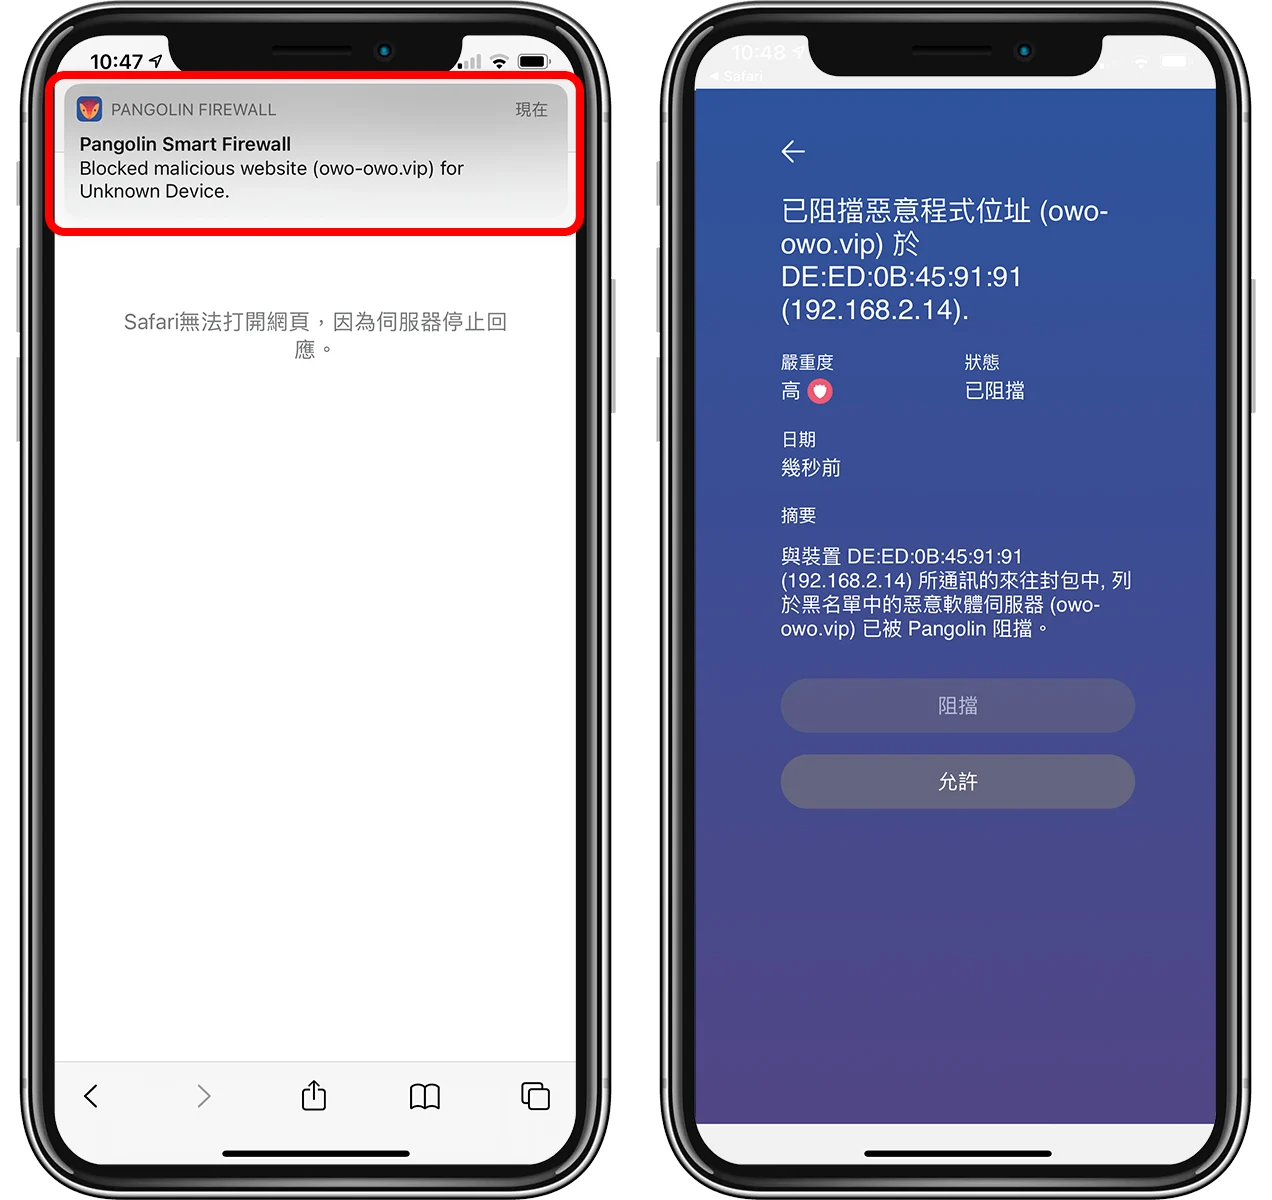 10:47
PANGOLIN FIREWALL
現在
Pangolin Smart Firewall
Blocked malicious website (owo-owo.vip) for
Unknown Device.
Safari無法打開網頁，因為伺服器停止回
應。
10:48
Safari
已阻擋惡意程式位址 (owo-
owo.vip) 於
DE:ED:0B:45:91:91
(192.168.2.14).
嚴重度
狀態
高
已阻擋
日期
幾秒前
摘要
與裝置 DE:ED:0B:45:91:91
(192.168.2.14) 所通訊的來往封包中, 列
於黑名單中的惡意軟體伺服器 (owo-
owo.vip) 已被 Pangolin 阻擋。
阻擋
允許